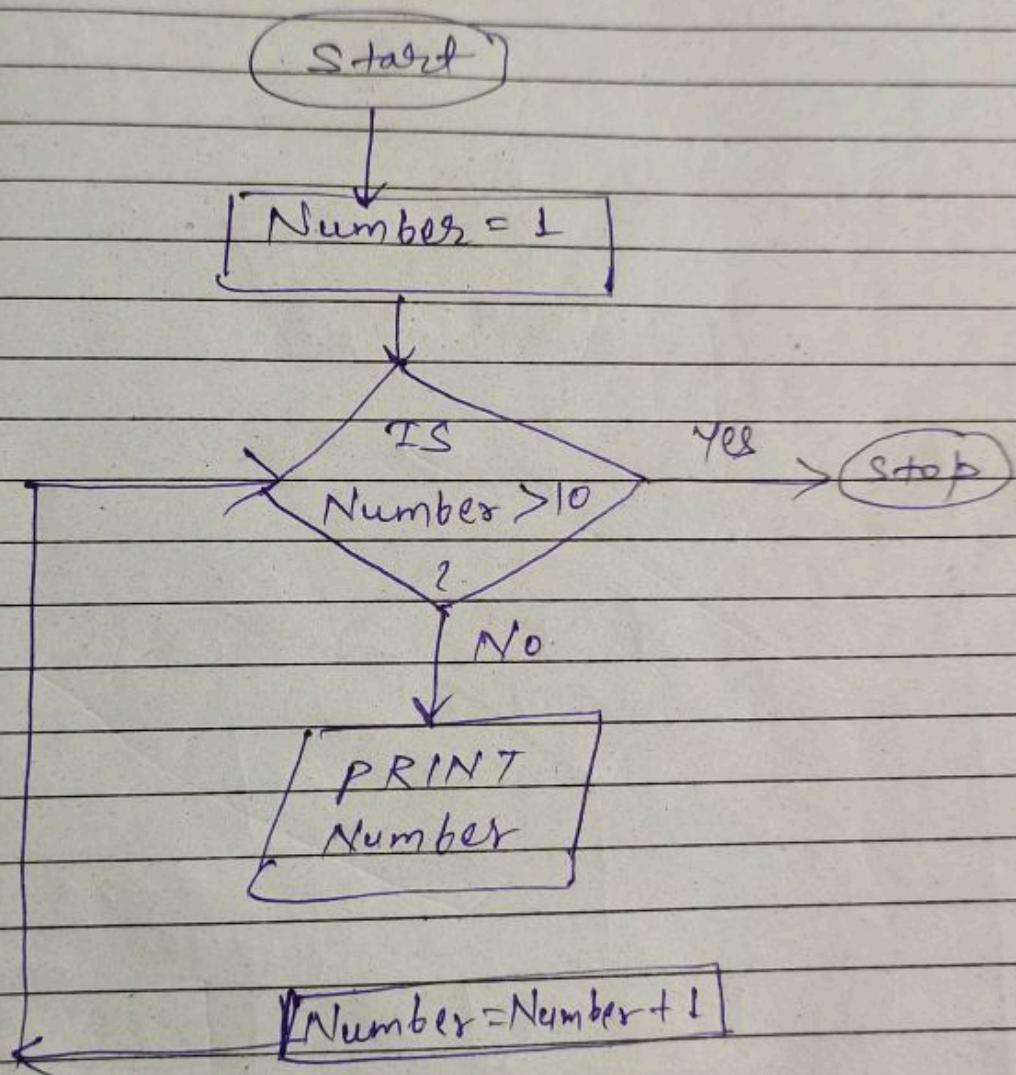 Start
Number = 1
IS
Number >10
?
Yes
Stop
No
PRINT
Number
Number=Number + 1